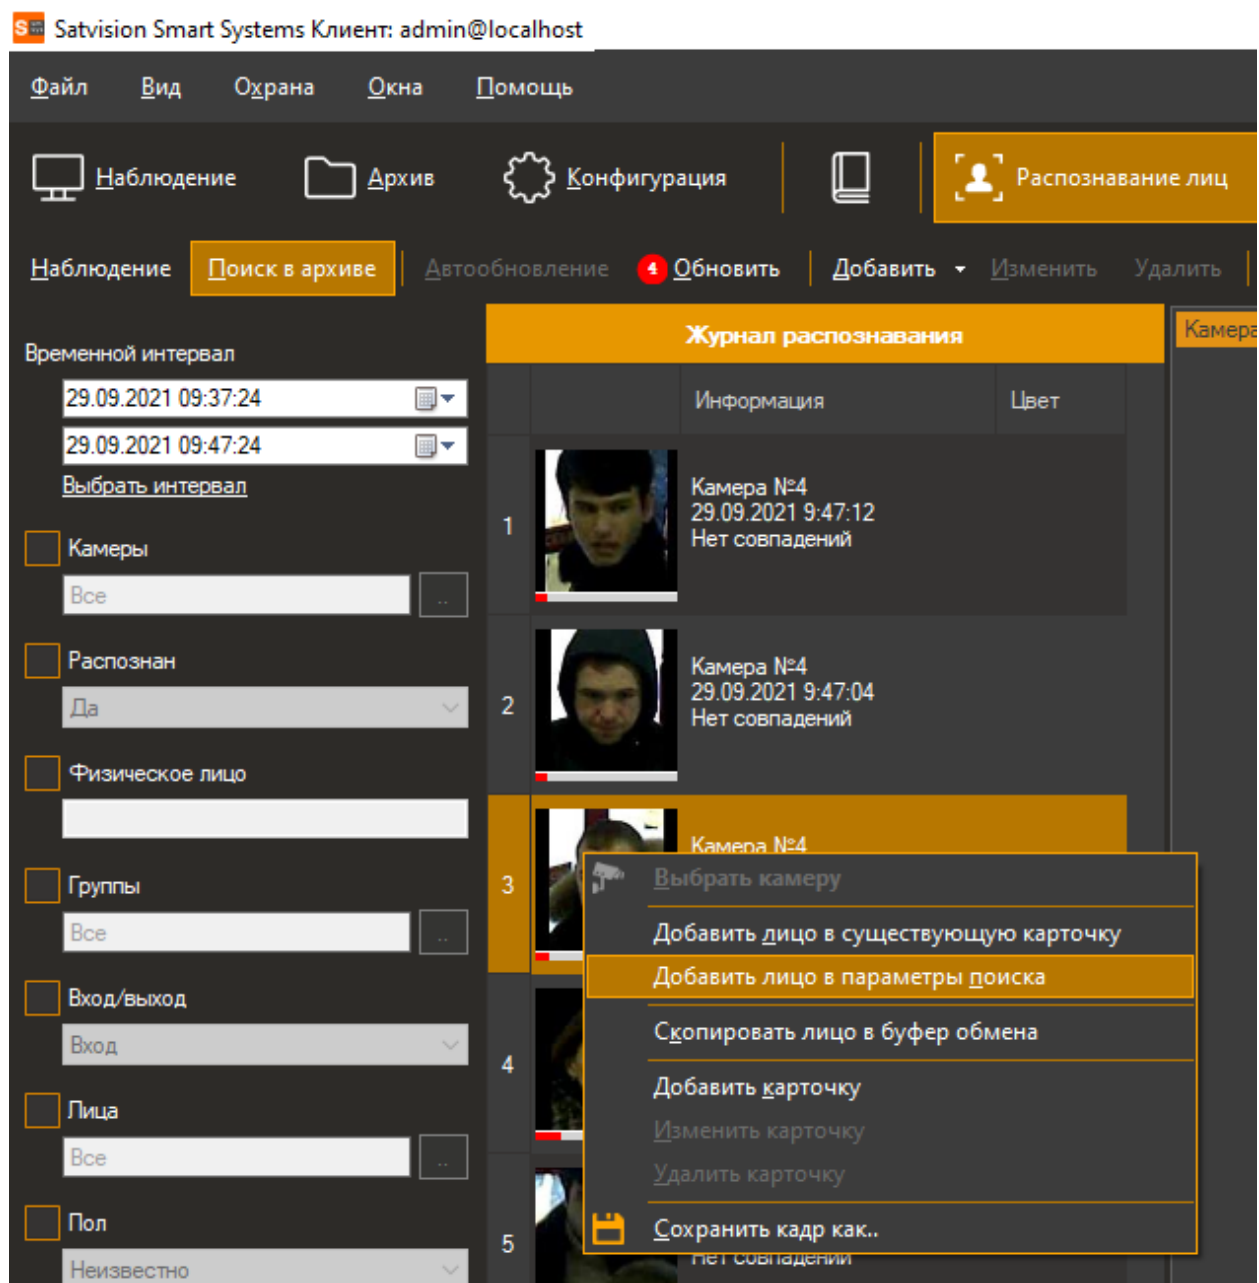 Satvision Smart Systems Клиент: admin@localhost
Файл Вид Охрана Окна Помощь
Наблюдение Архив Конфигурация Распознавание лиц
Наблюдение Поиск в архиве Автообновление 4 Обновить Добавить Изменить Удалить
Временной интервал
29.09.2021 09:37:24
29.09.2021 09:47:24
Выбрать интервал
Камеры
Все
..
Распознан
Да
Физическое лицо
Группы
Все
..
Вход/выход
Вход
Лица
Все
..
Пол
Неизвестно
Журнал распознавания
Информация Цвет
1
Камера №4
29.09.2021 9:47:12
Нет совпадений
2
Камера №4
29.09.2021 9:47:04
Нет совпадений
3
Камера №4
4
5
Нет совпадений
Выбрать камеру
Добавить лицо в существующую карточку
Добавить лицо в параметры поиска
Скопировать лицо в буфер обмена
Добавить карточку
Изменить карточку
Удалить карточку
Сохранить кадр как..
Камера